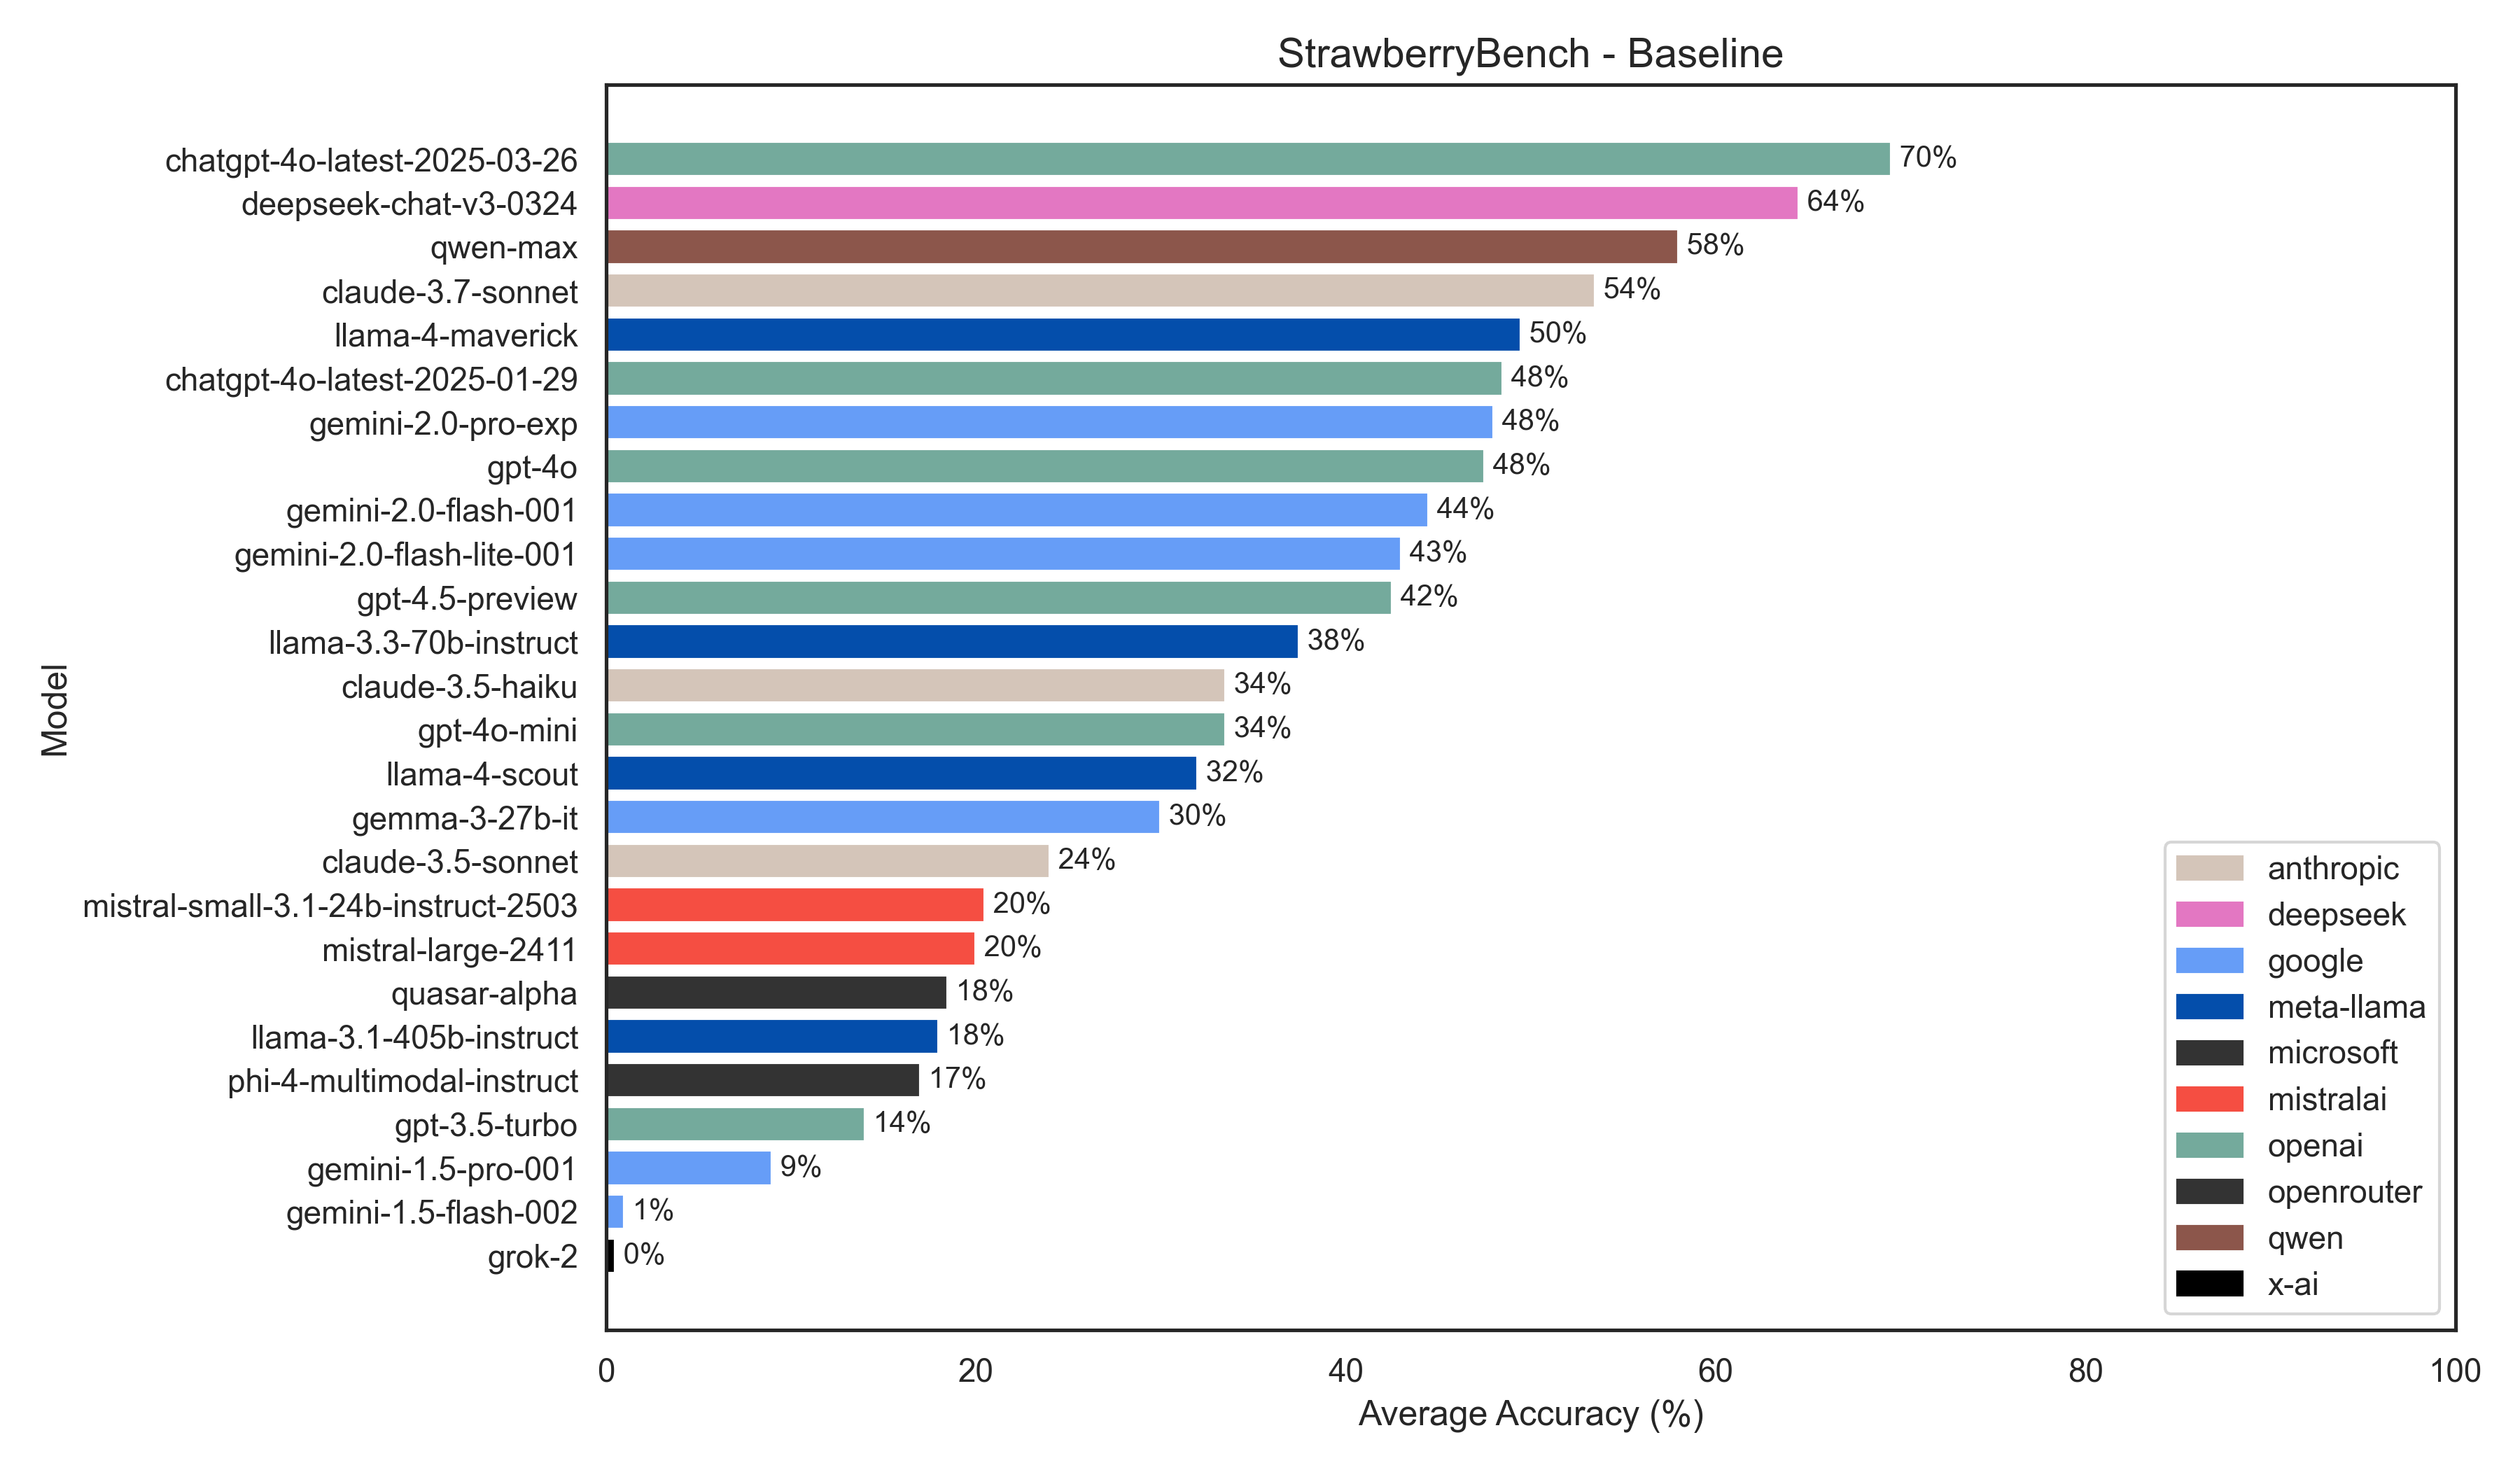 StrawberryBench - Baseline
Model
chatgpt-4o-latest-2025-03-26 70%
deepseek-chat-v3-0324 64%
qwen-max 58%
claude-3.7-sonnet 54%
llama-4-maverick 50%
chatgpt-4o-latest-2025-01-29 48%
gemini-2.0-pro-exp 48%
gpt-4o 48%
gemini-2.0-flash-001 44%
gemini-2.0-flash-lite-001 43%
gpt-4.5-preview 42%
llama-3.3-70b-instruct 38%
claude-3.5-haiku 34%
gpt-4o-mini 34%
llama-4-scout 32%
gemma-3-27b-it 30%
claude-3.5-sonnet 24%
mistral-small-3.1-24b-instruct-2503 20%
mistral-large-2411 20%
quasar-alpha 18%
llama-3.1-405b-instruct 18%
phi-4-multimodal-instruct 17%
gpt-3.5-turbo 14%
gemini-1.5-pro-001 9%
gemini-1.5-flash-002 1%
grok-2 0%
anthropic
deepseek
google
meta-llama
microsoft
mistralai
openai
openrouter
qwen
x-ai
0 20 40 60 80 100
Average Accuracy (%)